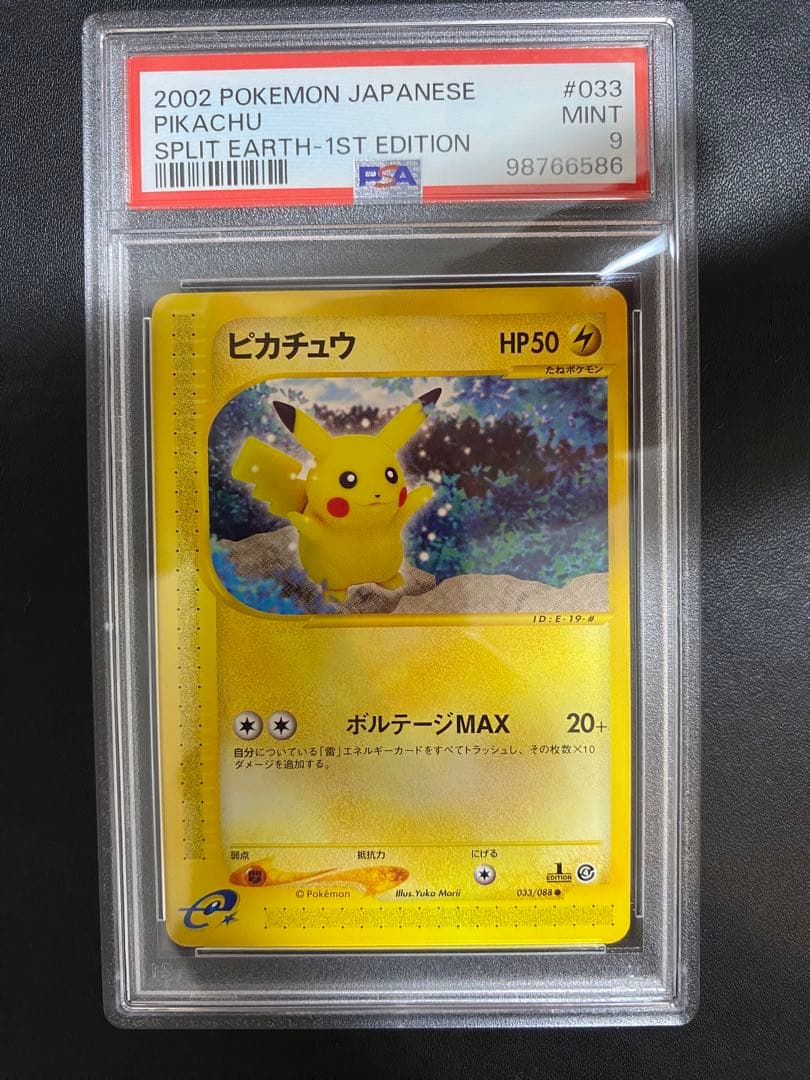 2002 POKEMON JAPANESE #033
PIKACHU MINT
SPLIT EARTH-1ST EDITION 9
PSA 98766586
ピカチュウ HP50
たねポケモン
ID:E-19-#
ボルテージMAX 20+
自分についている「雷」エネルギーカードをすべてトラッシュし、その枚数×10
ダメージを追加する。
弱点 抵抗力 にげる
1
EDITION
© Pokémon Illus.Yuka Morii 033/088 ●
e